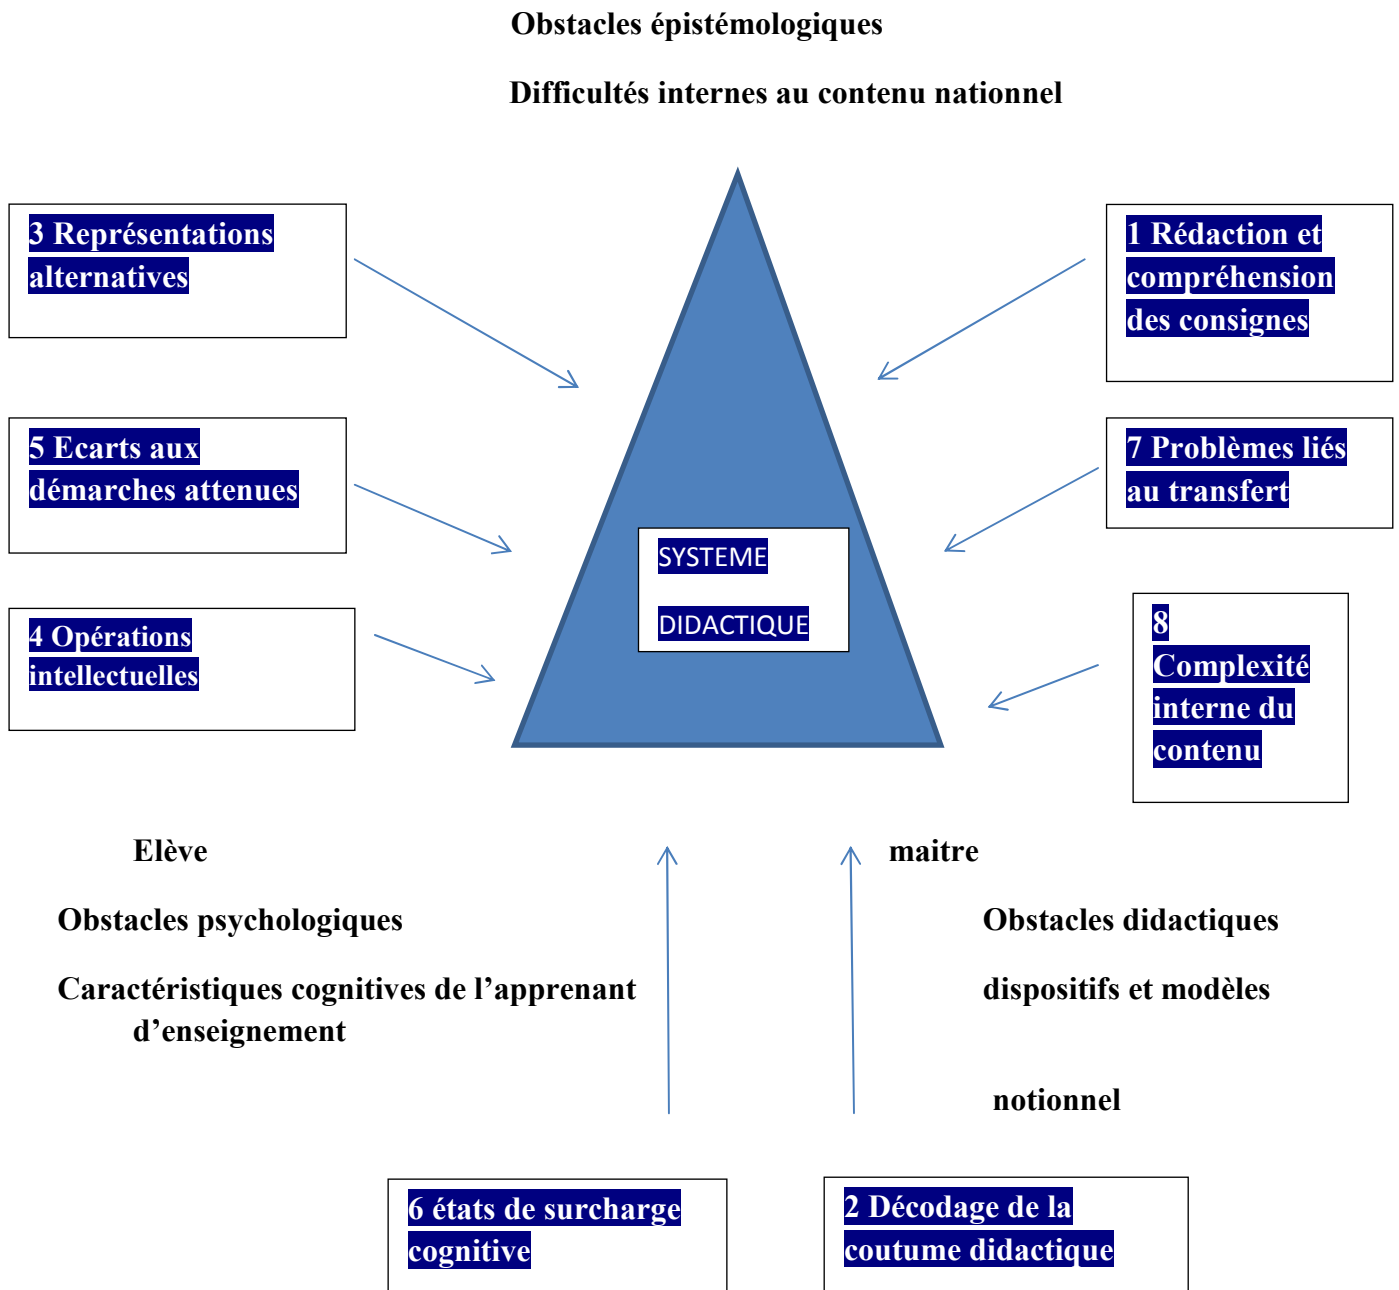 Obstacles épistémologiques
Difficultés internes au contenu nationnel
3 Représentations
alternatives
1 Rédaction et
compréhension
des consignes
5 Ecarts aux
démarches attenues
7 Problèmes liés
au transfert
SYSTEME
DIDACTIQUE
4 Opérations
intellectuelles
8
Complexité
interne du
contenu
Elève
maitre
Obstacles psychologiques
Obstacles didactiques
Caractéristiques cognitives de l’apprenant
dispositifs et modèles
d’enseignement
notionnel
6 états de surcharge
cognitive
2 Décodage de la
coutume didactique